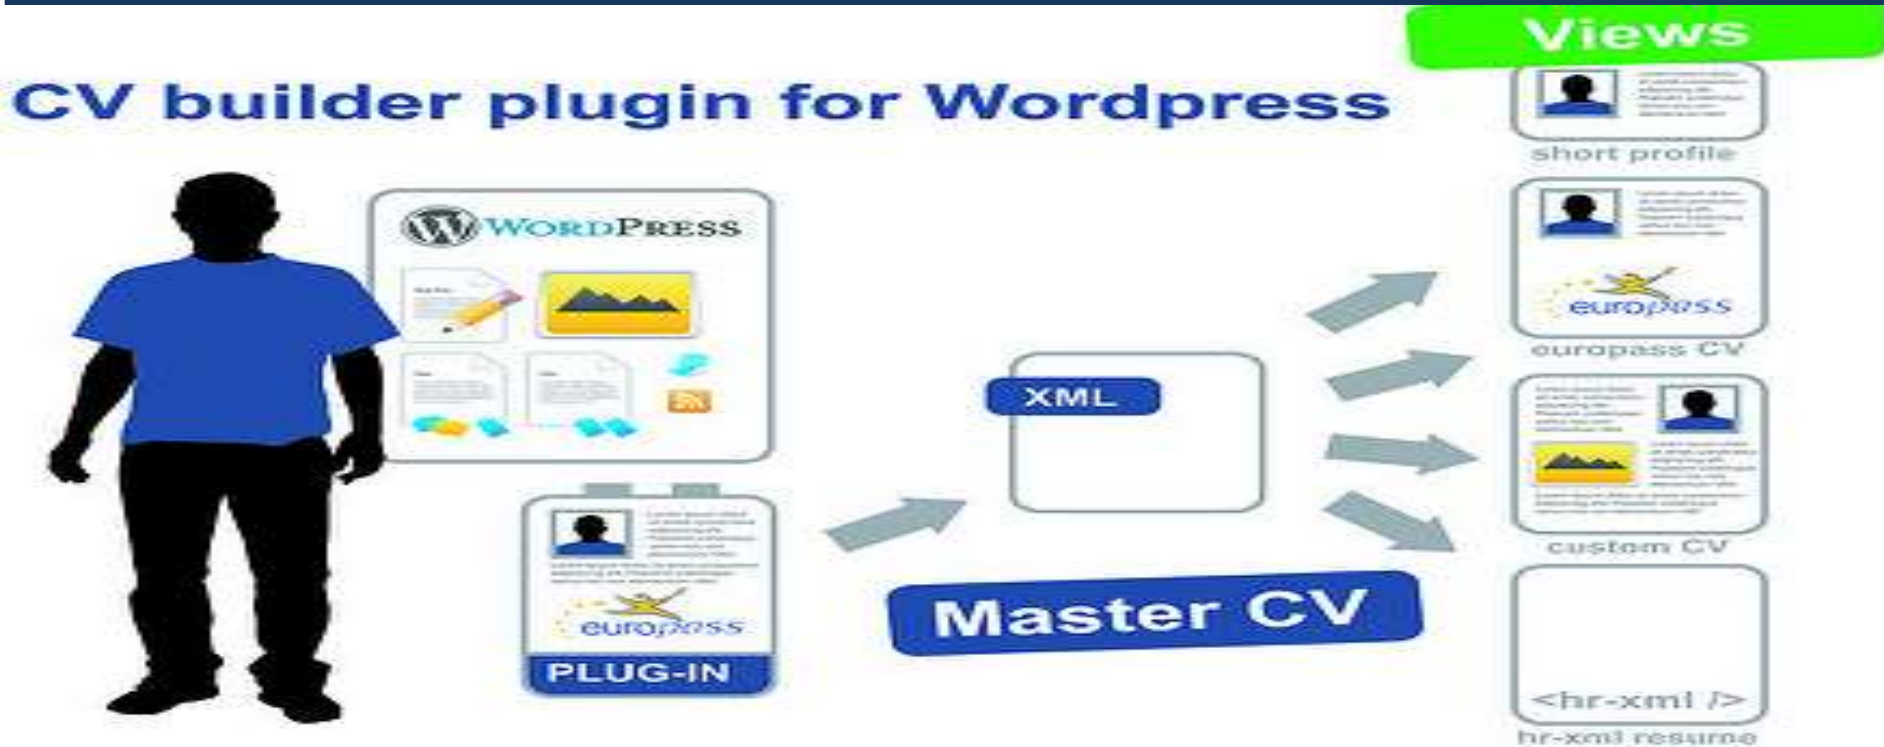 Views
CV builder plugin for Wordpress
short profile
WORDPRESS
europass
europass CV
XML
custom CV
Master CV
europass
PLUG-IN
<hr-xml />
hr-xml resume